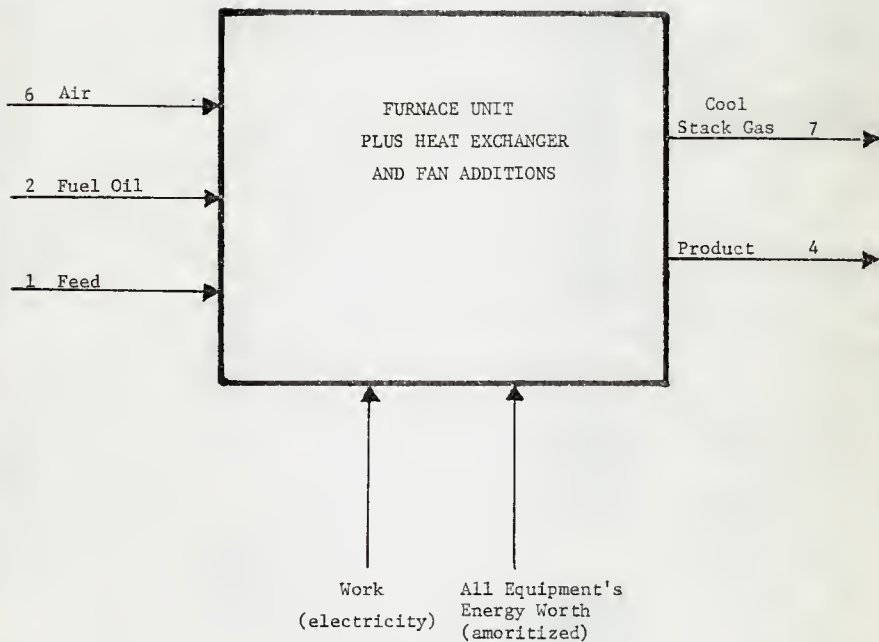 6 Air
2 Fuel Oil
1 Feed
FURNACE UNIT
PLUS HEAT EXCHANGER
AND FAN ADDITIONS
Cool
Stack Gas 7
Product 4
Work
(electricity)
All Equipment's
Energy Worth
(amoritized)